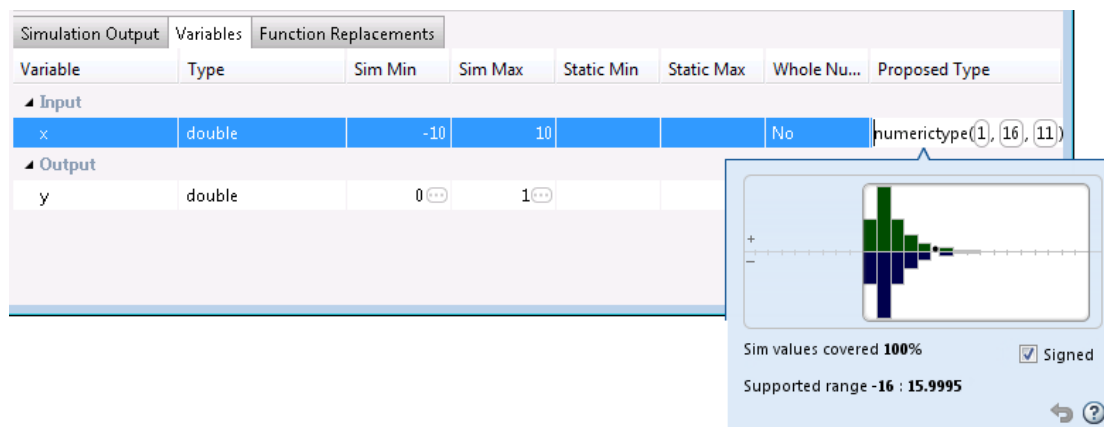 Simulation Output Variables Function Replacements
Variable Type Sim Min Sim Max Static Min Static Max Whole Nu... Proposed Type
Input
x double -10 10 No numerictype(1, 16, 11)
Output
y double 0 ... 1 ...
+
−
Sim values covered 100% Signed
Supported range -16 : 15.9995
?